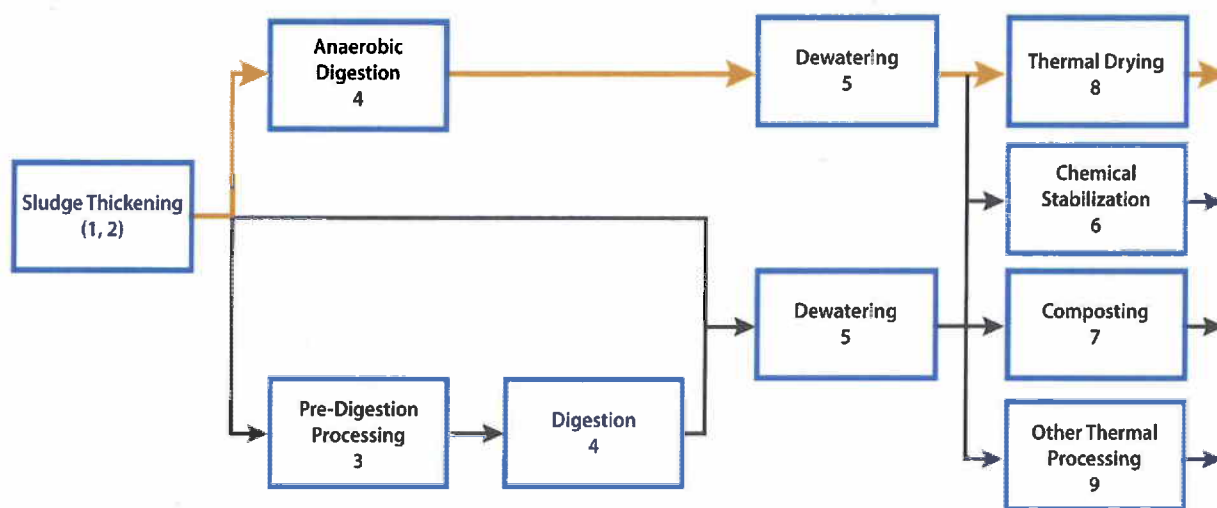 Anaerobic
Digestion
4
Dewatering
5
Thermal Drying
8
Sludge Thickening
(1, 2)
Chemical
Stabilization
6
Dewatering
5
Composting
7
Pre-Digestion
Processing
3
Digestion
4
Other Thermal
Processing
9